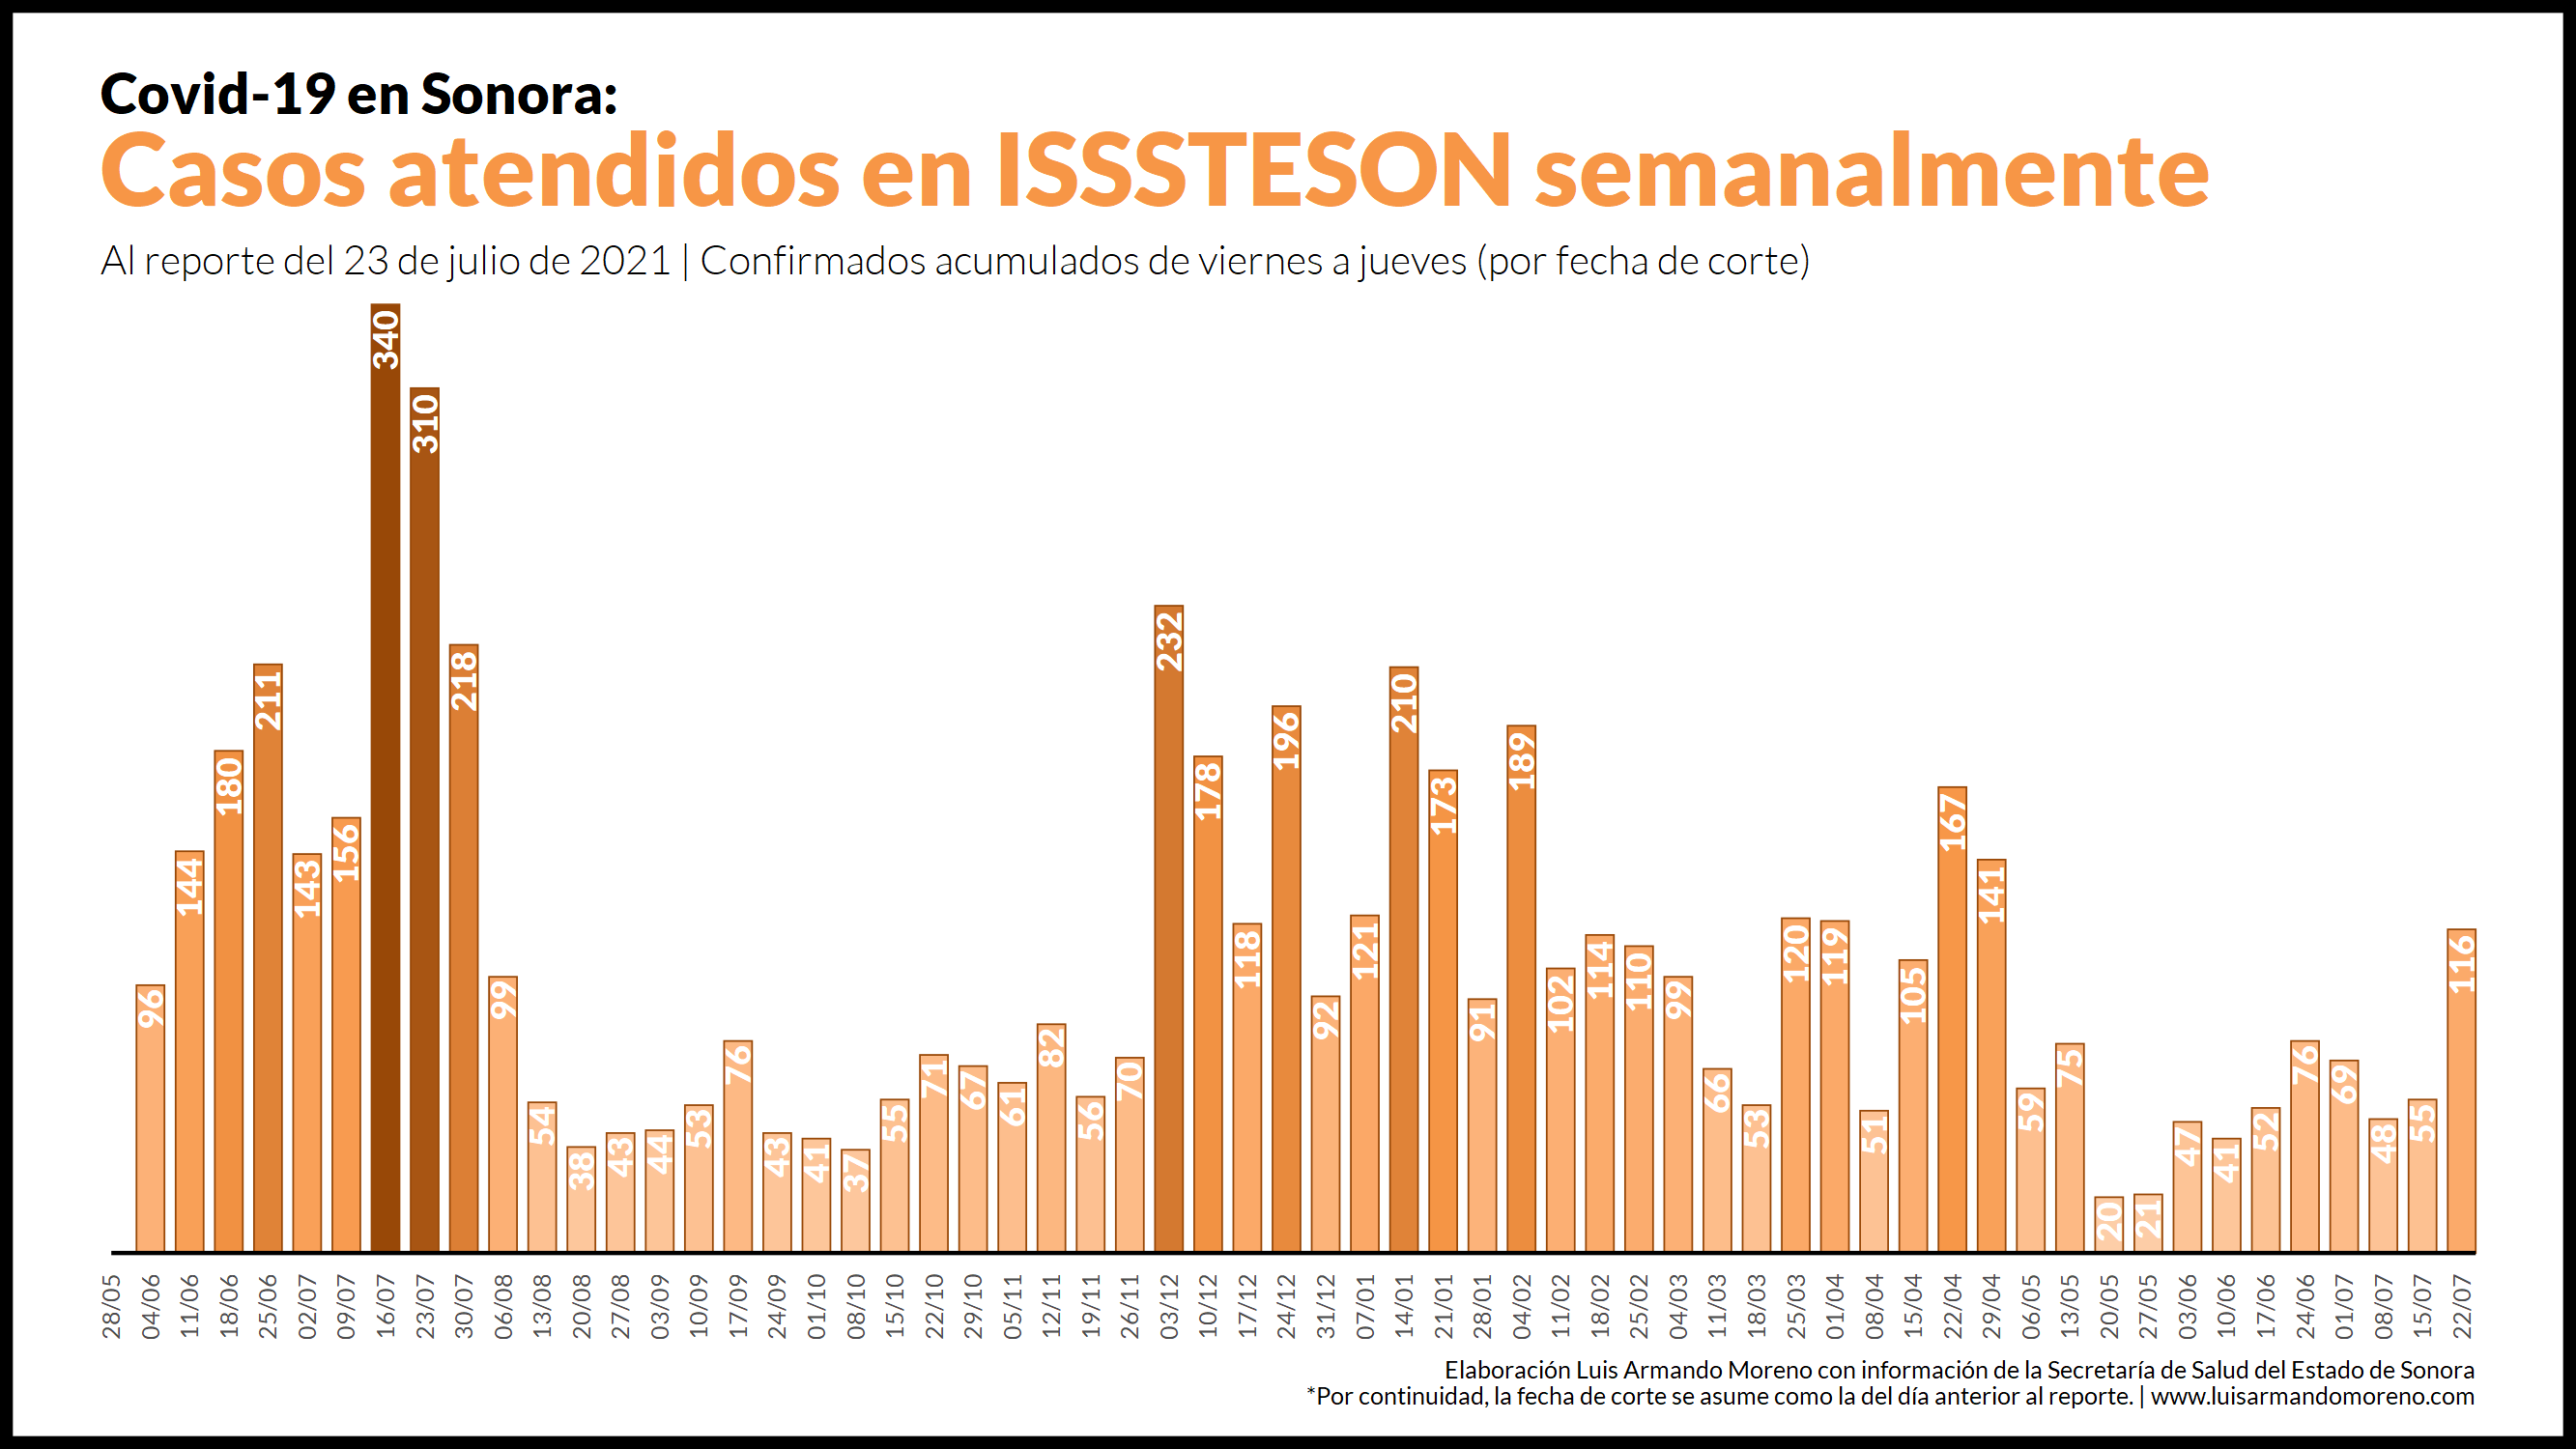 Covid-19 en Sonora:
Casos atendidos en ISSSTESON semanalmente
Al reporte del 23 de julio de 2021 | Confirmados acumulados de viernes a jueves (por fecha de corte)
96 144 180 211 143 156 340 310 218 99 54 38 43 44 53 76 43 41 37 55 71 67 61 82 56 70 232 178 118 196 92 121 210 173 91 189 102 114 110 99 66 53 120 119 51 105 167 141 59 75 20 21 47 41 52 76 69 48 55 116
28/05 04/06 11/06 18/06 25/06 02/07 09/07 16/07 23/07 30/07 06/08 13/08 20/08 27/08 03/09 10/09 17/09 24/09 01/10 08/10 15/10 22/10 29/10 05/11 12/11 19/11 26/11 03/12 10/12 17/12 24/12 31/12 07/01 14/01 21/01 28/01 04/02 11/02 18/02 25/02 04/03 11/03 18/03 25/03 01/04 08/04 15/04 22/04 29/04 06/05 13/05 20/05 27/05 03/06 10/06 17/06 24/06 01/07 08/07 15/07 22/07
Elaboración Luis Armando Moreno con información de la Secretaría de Salud del Estado de Sonora
*Por continuidad, la fecha de corte se asume como la del día anterior al reporte. | www.luisarmandomoreno.com